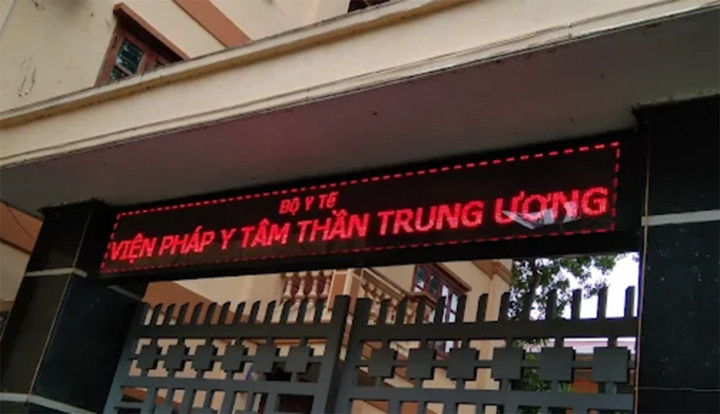 BỘ Y TẾ
VIỆN PHÁP Y TÂM THẦN TRUNG ƯƠNG